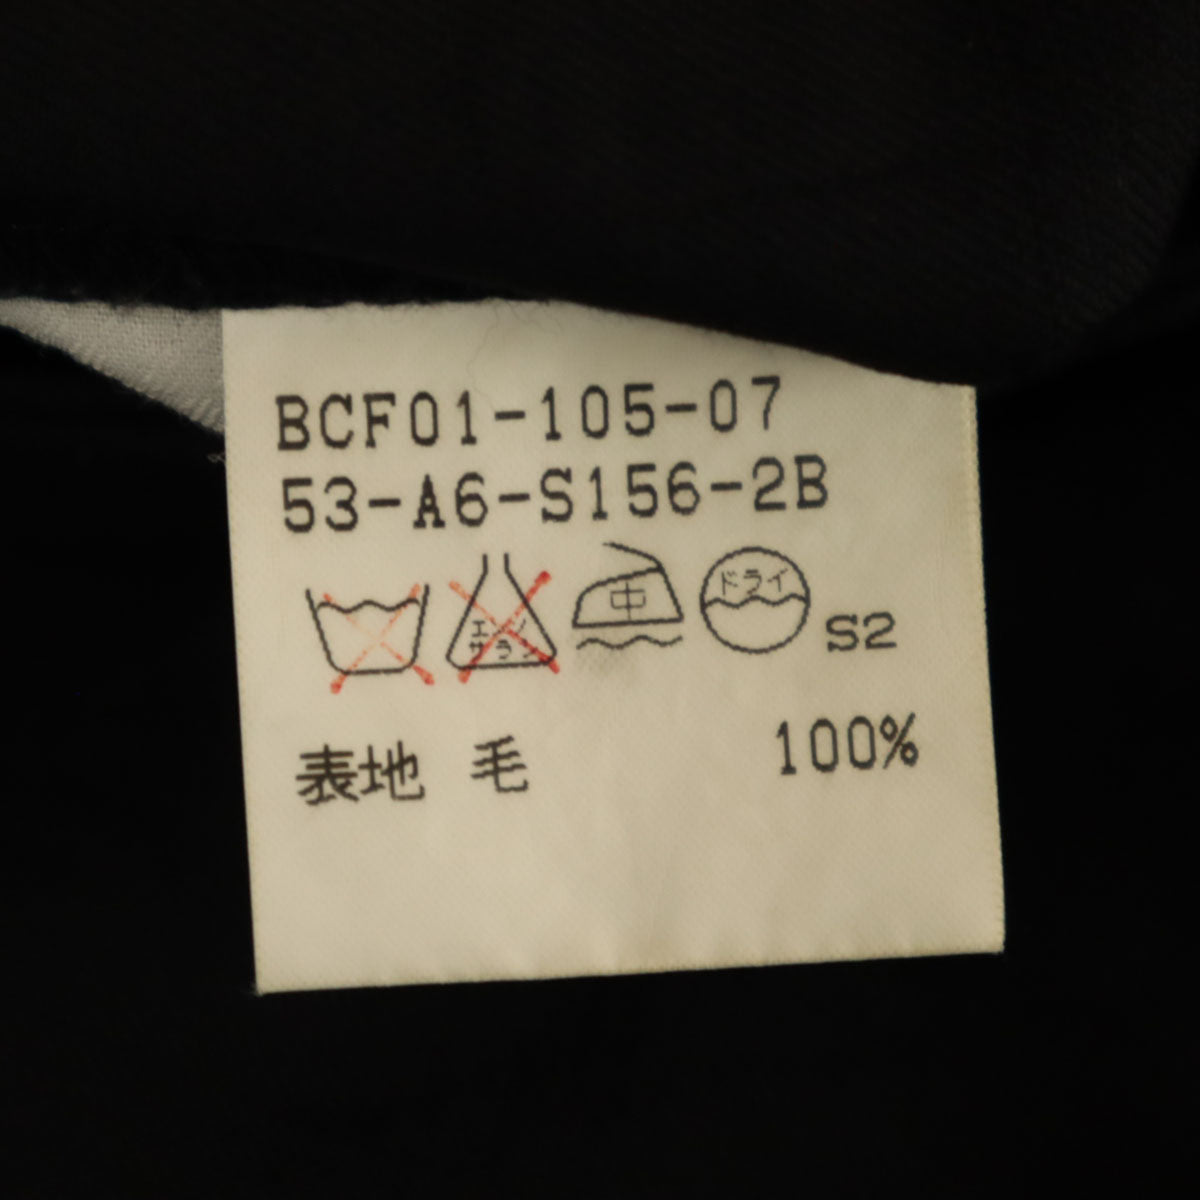 BCF01-105-07
53-A6-S156-2B
エンソ
サラシ
中
ドライ
S2
表地 毛 100%